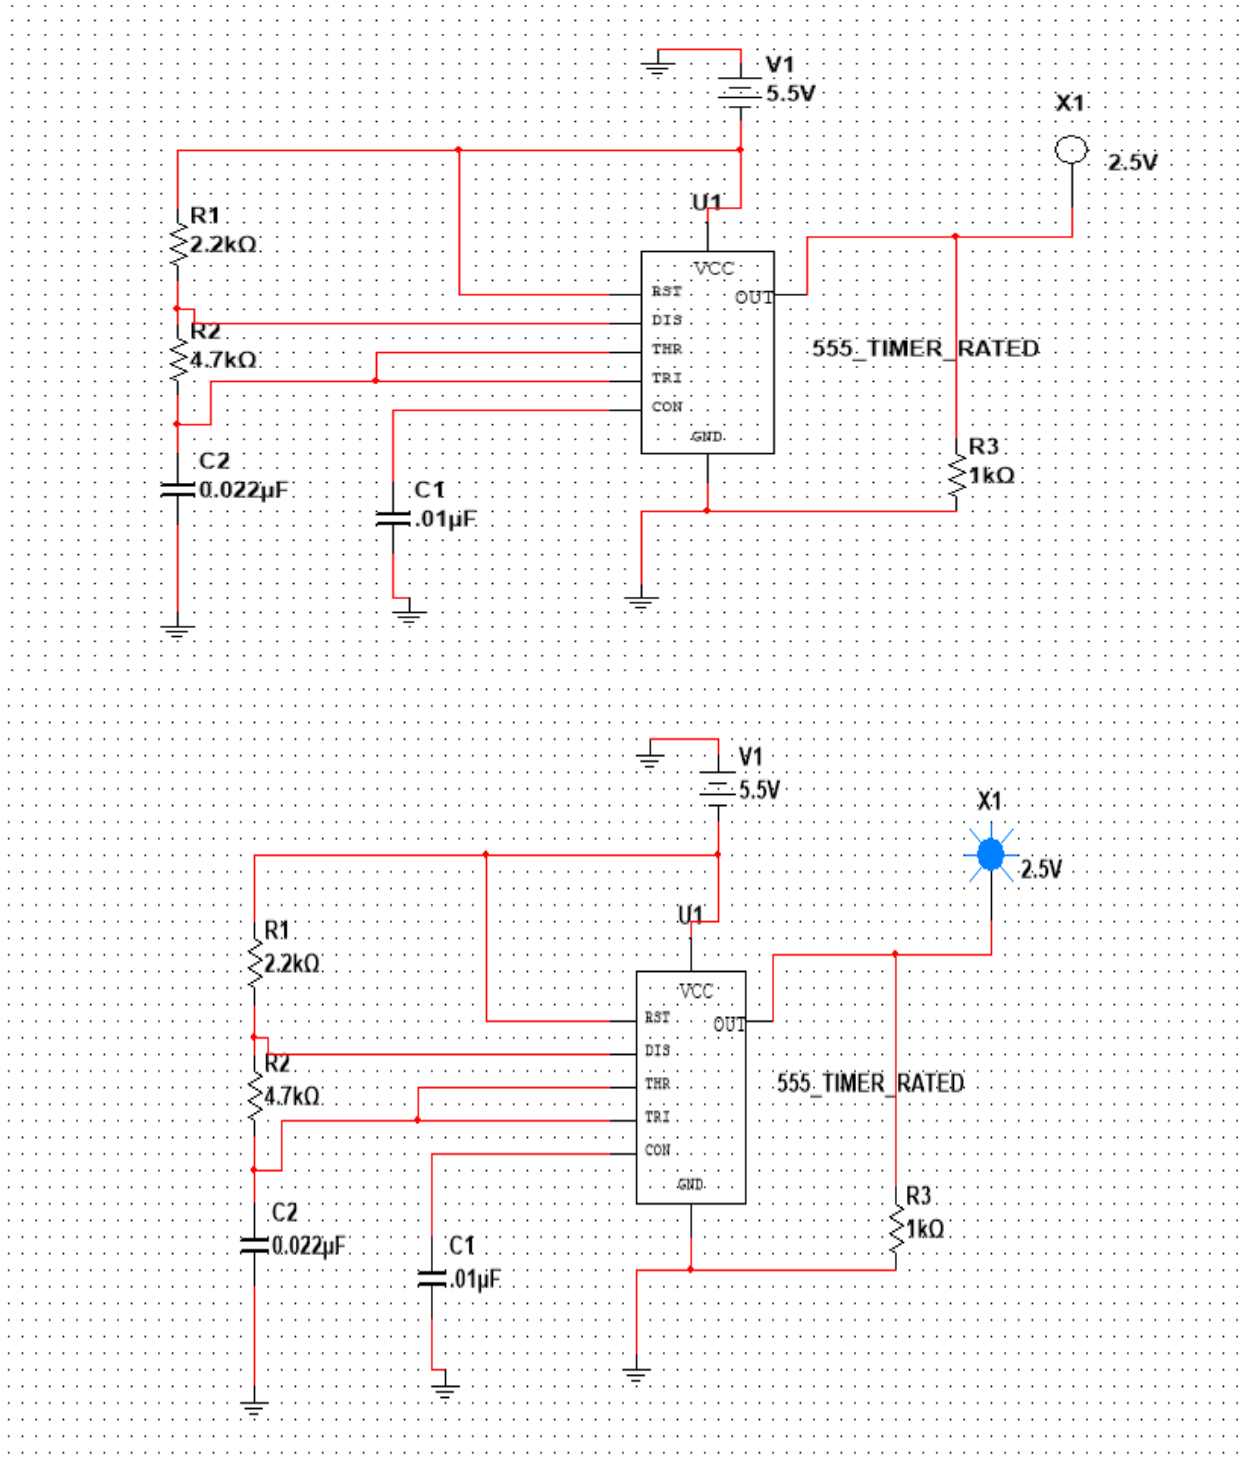 V1
5.5V
X1
2.5V
U1
R1
2.2kΩ
VCC
RST
OUT
DIS
R2
THR
555_TIMER_RATED
4.7kΩ
TRI
CON
GND
R3
C2
1kΩ
0.022µF
C1
.01µF
V1
5.5V
X1
2.5V
U1
R1
2.2kΩ
VCC
RST
OUT
DIS
R2
THR
555_TIMER_RATED
4.7kΩ
TRI
CON
GND
R3
C2
1kΩ
0.022µF
C1
.01µF